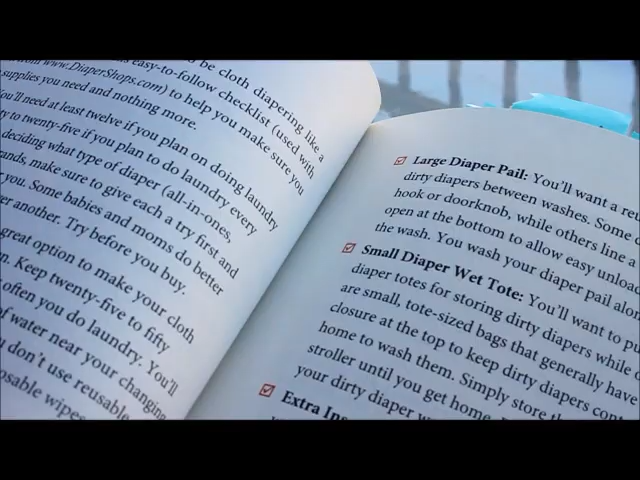 to be cloth diapering like a
easy-to-follow checklist (used with
from www.DiaperShops.com) to help you make sure you
supplies you need and nothing more.
You'll need at least twelve if you plan on doing laundry
to twenty-five if you plan to do laundry every
deciding what type of diaper (all-in-ones,
make sure to give each a try first and
you. Some babies and moms do better
another. Try before you buy.
great option to make your cloth
Keep twenty-five to fifty
often you do laundry. You'll
of water near your changing
don't use reusable
wipes
Large Diaper Pail: You'll want a
dirty diapers between washes. Some
hook or doorknob, while others line a
open at the bottom to allow easy
the wash. You wash your diaper pail
Small Diaper Wet Tote: You'll want to
diaper totes for storing dirty diapers while
are small, tote-sized bags that generally have
closure at the top to keep dirty diapers
home to wash them. Simply store
stroller until you get home.
your dirty diaper
Extra